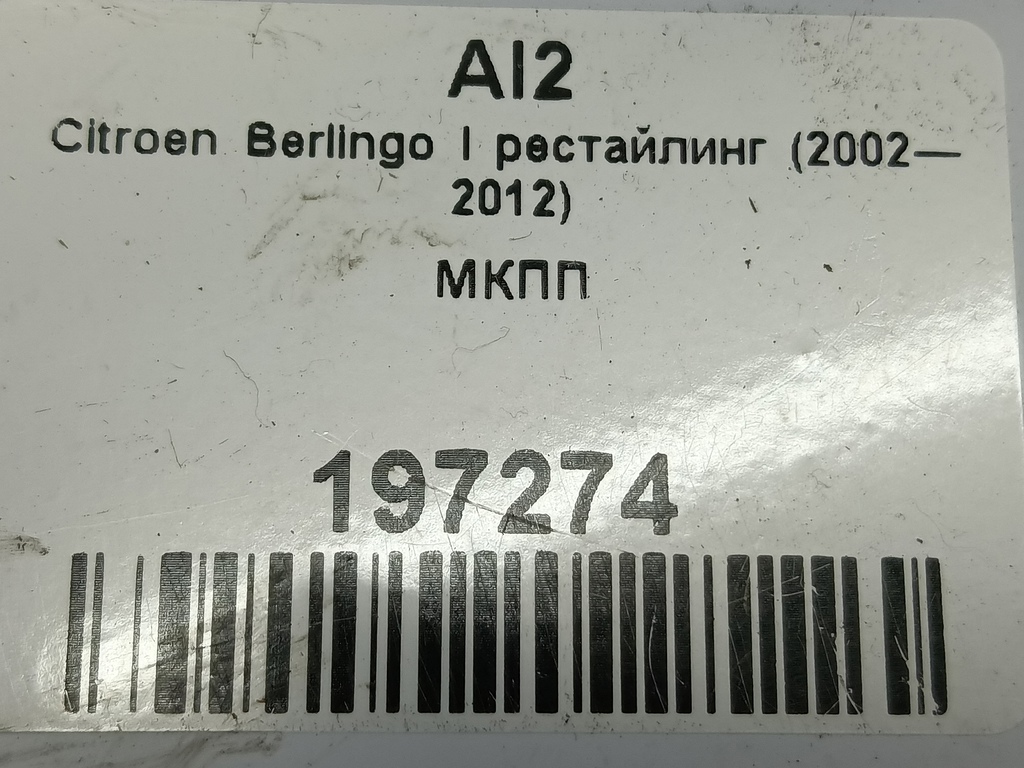 AI2
Citroen Berlingo I рестайлинг (2002—
2012)
МКПП
197274